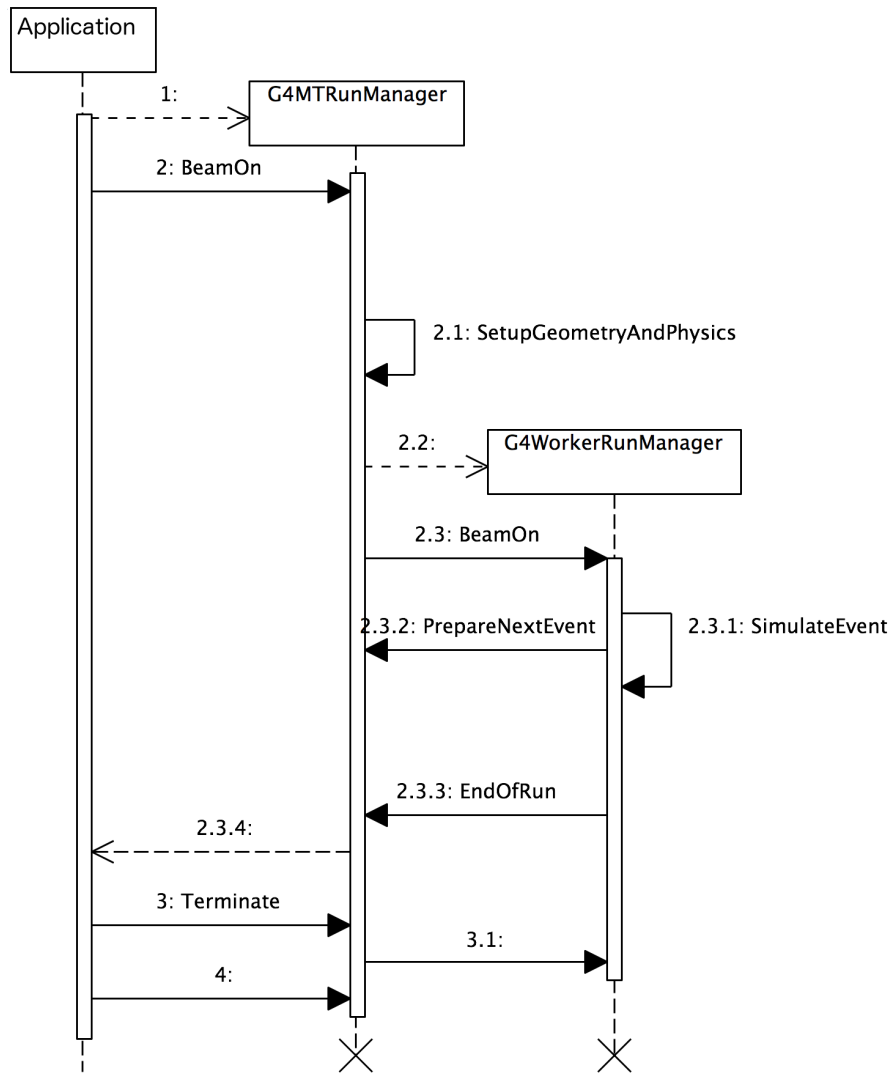 Application
1:
G4MTRunManager
2: BeamOn
2.1: SetupGeometryAndPhysics
2.2:
G4WorkerRunManager
2.3: BeamOn
2.3.2: PrepareNextEvent
2.3.1: SimulateEvent
2.3.3: EndOfRun
2.3.4:
3: Terminate
3.1:
4: